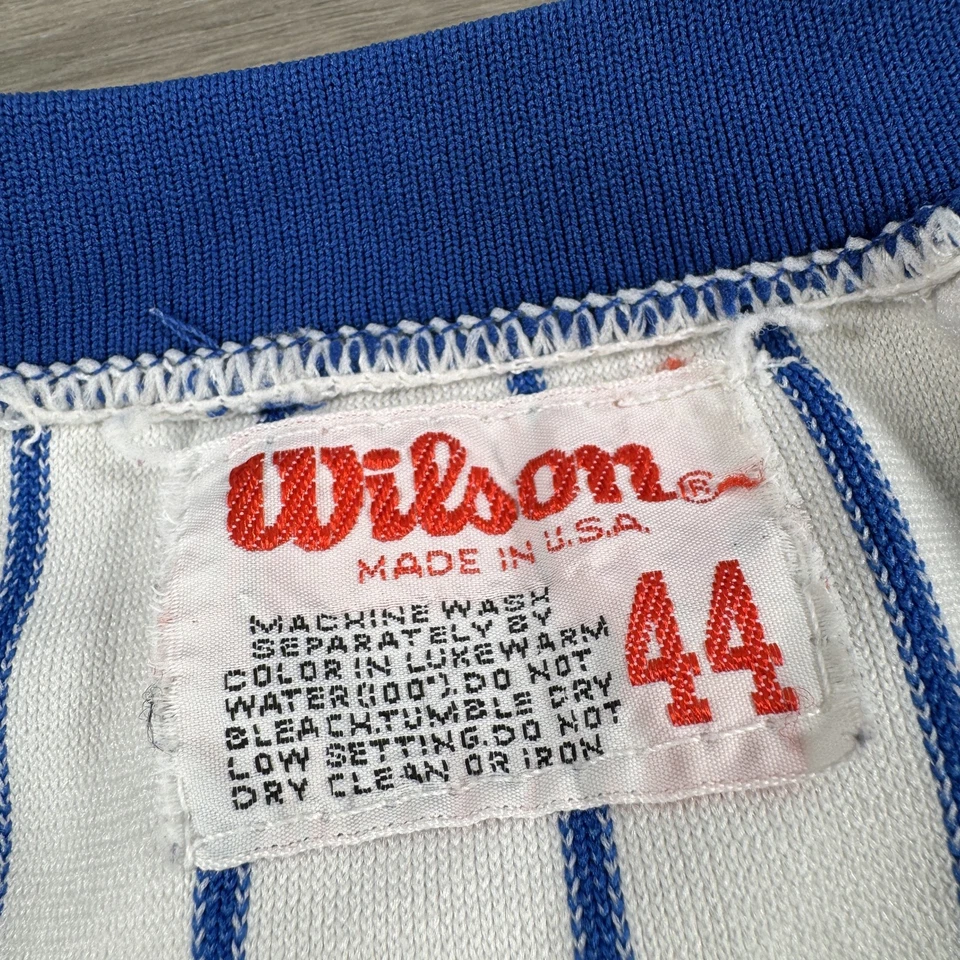 Wilson®
MADE IN U.S.A.
44
MACHINE WASH
SEPARATELY BY
COLOR IN LUKEWARM
WATER(100°).DO NOT
BLEACH.TUMBLE DRY
LOW SETTING.DO NOT
DRY CLEAN OR IRON